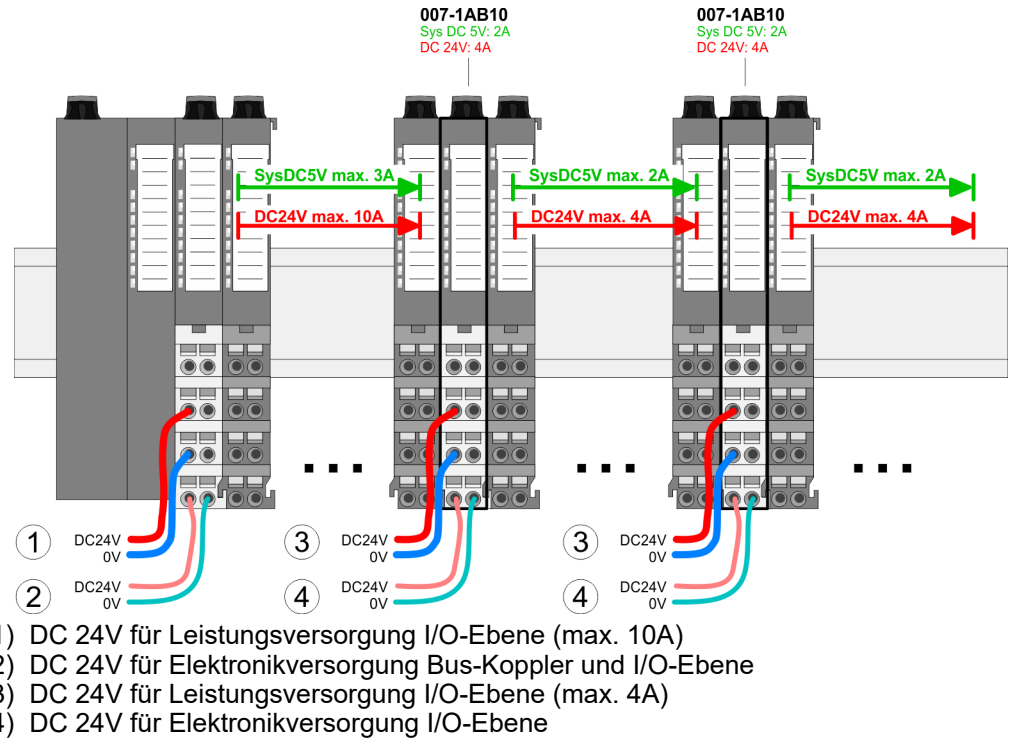 007-1AB10
Sys DC 5V: 2A
DC 24V: 4A
007-1AB10
Sys DC 5V: 2A
DC 24V: 4A
SysDC5V max. 3A
SysDC5V max. 2A
SysDC5V max. 2A
DC24V max. 10A
DC24V max. 4A
DC24V max. 4A
1 DC24V
0V
2 DC24V
0V
3 DC24V
0V
4 DC24V
0V
3 DC24V
0V
4 DC24V
0V
1) DC 24V für Leistungsversorgung I/O-Ebene (max. 10A)
2) DC 24V für Elektronikversorgung Bus-Koppler und I/O-Ebene
3) DC 24V für Leistungsversorgung I/O-Ebene (max. 4A)
4) DC 24V für Elektronikversorgung I/O-Ebene